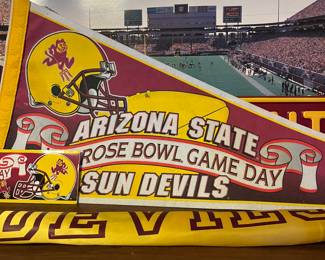 ARIZONA STATE
ROSE BOWL GAME DAY
SUN DEVILS